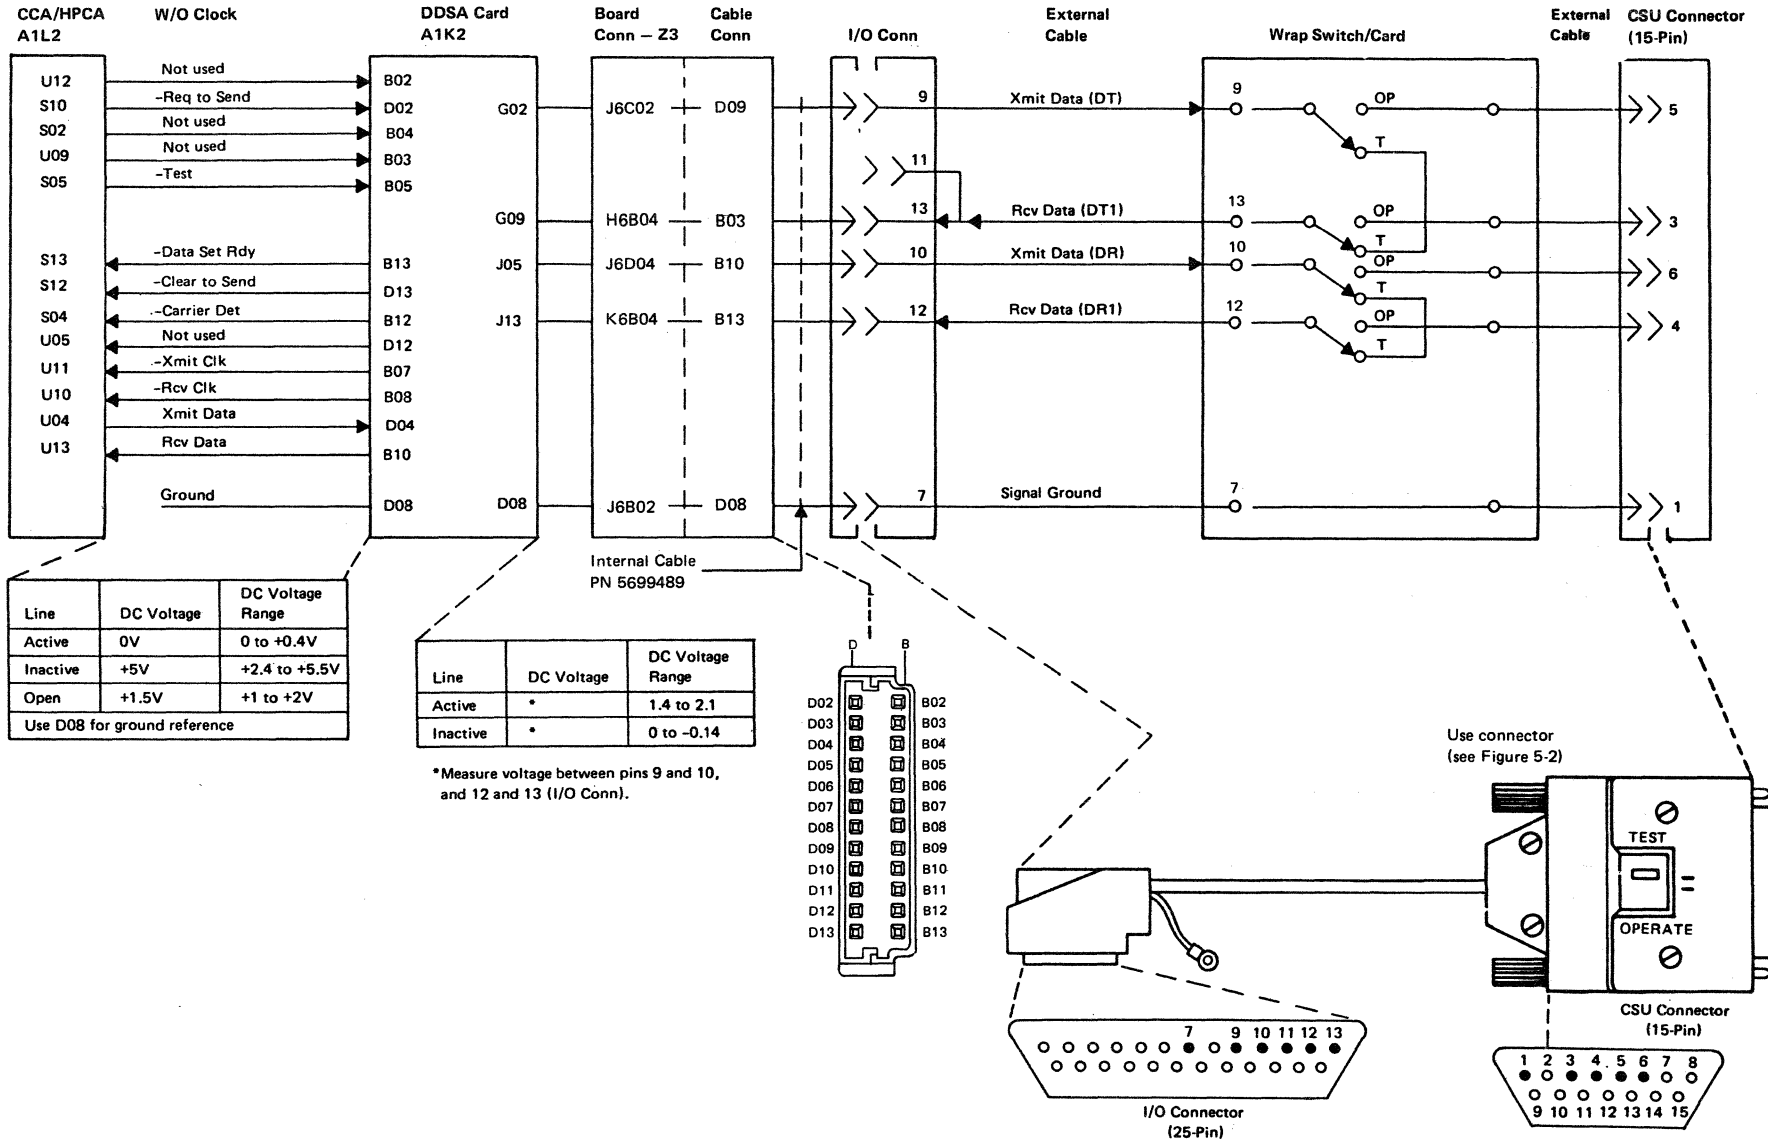 CCA/HPCA
A1L2
W/O Clock
DDSA Card
A1K2
Board
Conn – Z3
Cable
Conn
I/O Conn
External
Cable
Wrap Switch/Card
External
Cable
CSU Connector
(15-Pin)
U12 Not used B02
S10 -Req to Send D02
S02 Not used B04
U09 Not used B03
S05 -Test B05
S13 -Data Set Rdy B13
S12 -Clear to Send D13
S04 -Carrier Det B12
U05 Not used D12
U11 -Xmit Clk B07
U10 -Rcv Clk B08
U04 Xmit Data D04
U13 Rcv Data B10
Ground D08
G02 J6C02 D09 9 Xmit Data (DT) 9 OP 5
T
11
G09 H6B04 B03 13 Rcv Data (DT1) 13 OP 3
T
J05 J6D04 B10 10 Xmit Data (DR) 10 OP 6
T
J13 K6B04 B13 12 Rcv Data (DR1) 12 OP 4
T
D08 J6B02 D08 7 Signal Ground 7 1
Internal Cable
PN 5699489
Line DC Voltage DC Voltage Range
Active 0V 0 to +0.4V
Inactive +5V +2.4 to +5.5V
Open +1.5V +1 to +2V
Use D08 for ground reference
Line DC Voltage DC Voltage Range
Active * 1.4 to 2.1
Inactive * 0 to -0.14
*Measure voltage between pins 9 and 10,
and 12 and 13 (I/O Conn).
D B
D02 B02
D03 B03
D04 B04
D05 B05
D06 B06
D07 B07
D08 B08
D09 B09
D10 B10
D11 B11
D12 B12
D13 B13
Use connector
(see Figure 5-2)
TEST
OPERATE
CSU Connector
(15-Pin)
7 9 10 11 12 13
I/O Connector
(25-Pin)
1 2 3 4 5 6 7 8
9 10 11 12 13 14 15